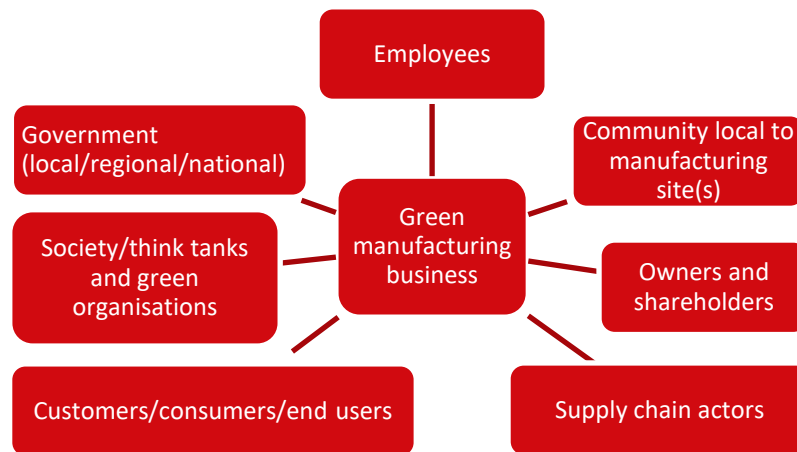 Employees
Government
(local/regional/national)
Community local to
manufacturing
site(s)
Green
manufacturing
business
Society/think tanks
and green
organisations
Owners and
shareholders
Customers/consumers/end users
Supply chain actors